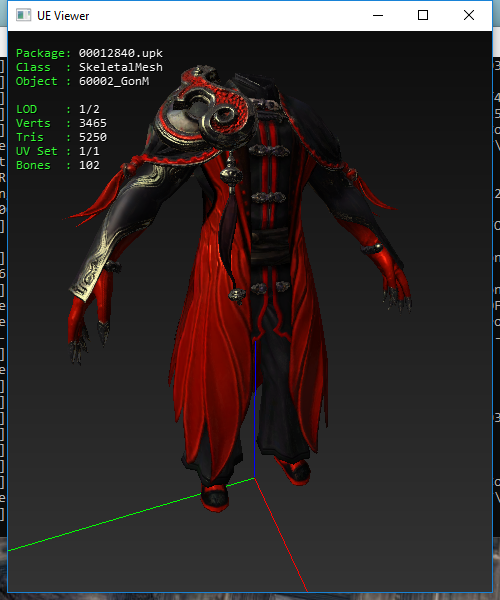 UE Viewer
Package: 00012840.upk
Class : SkeletalMesh
Object : 60002_GonM
LOD : 1/2
Verts : 3465
Tris : 5250
UV Set : 1/1
Bones : 102